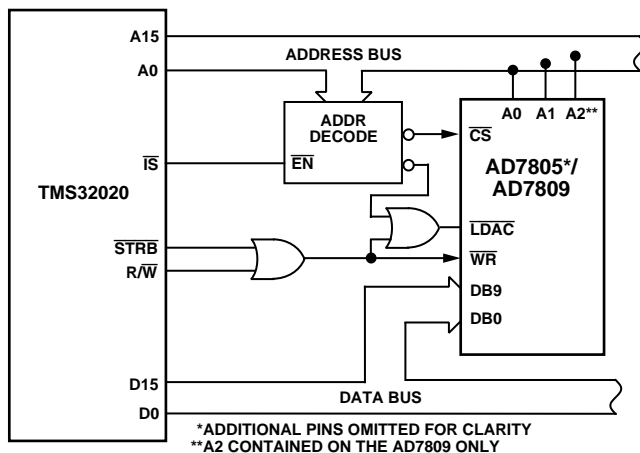 A15
ADDRESS BUS
A0
A0 A1 A2**
ADDR
DECODE
CS
IS
EN
AD7805*/
AD7809
TMS32020
STRB
LDAC
R/W
WR
DB9
DB0
D15
DATA BUS
D0
*ADDITIONAL PINS OMITTED FOR CLARITY
**A2 CONTAINED ON THE AD7809 ONLY